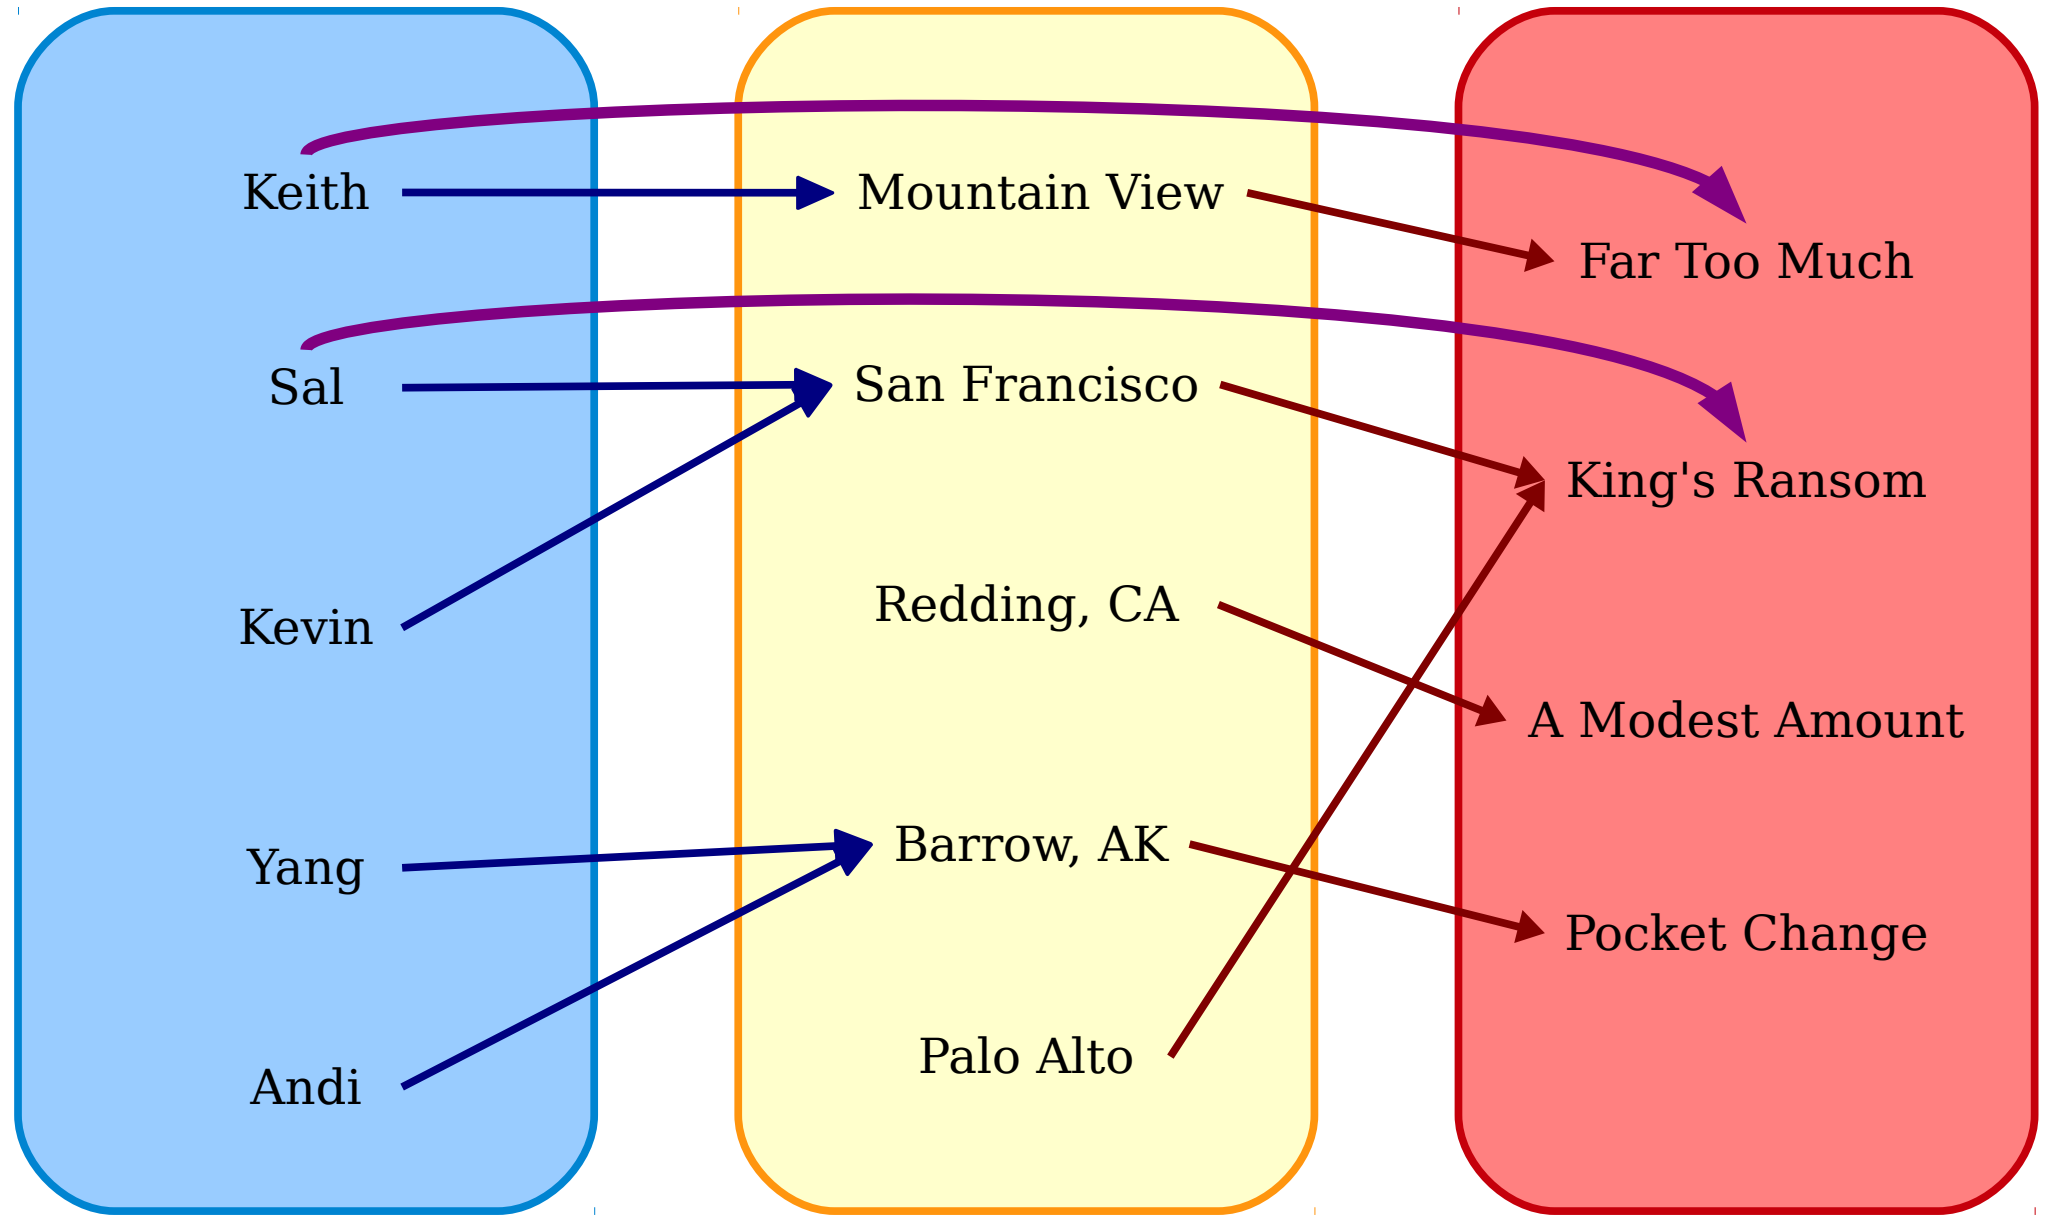 Keith
Sal
Kevin
Yang
Andi
Mountain View
San Francisco
Redding, CA
Barrow, AK
Palo Alto
Far Too Much
King's Ransom
A Modest Amount
Pocket Change